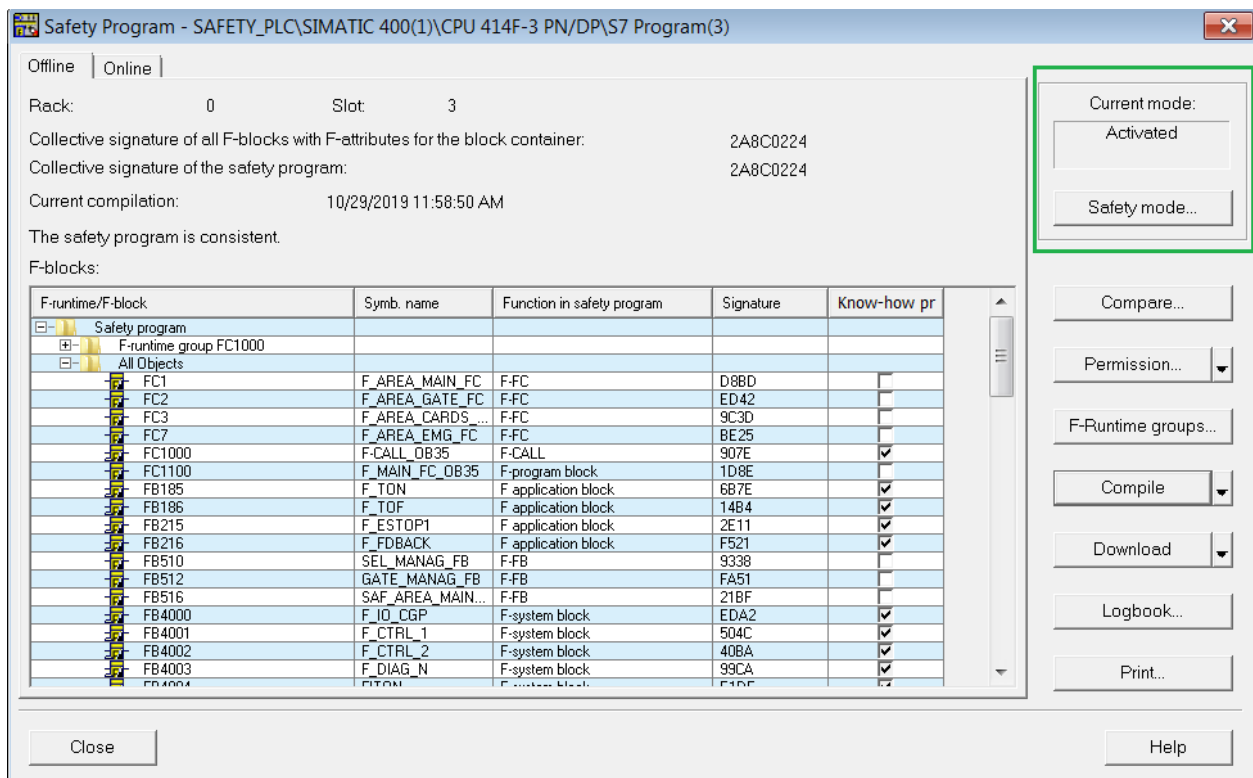 Safety Program - SAFETY_PLC\SIMATIC 400(1)\CPU 414F-3 PN/DP\S7 Program(3)
Offline Online
Rack: 0 Slot: 3
Collective signature of all F-blocks with F-attributes for the block container: 2A8C0224
Collective signature of the safety program: 2A8C0224
Current compilation: 10/29/2019 11:58:50 AM
The safety program is consistent.
F-blocks:
F-runtime/F-block Symb. name Function in safety program Signature Know-how pr
Safety program
F-runtime group FC1000
All Objects
FC1 F_AREA_MAIN_FC F-FC D8BD
FC2 F_AREA_GATE_FC F-FC ED42
FC3 F_AREA_CARDS_... F-FC 9C3D
FC7 F_AREA_EMG_FC F-FC BE25
FC1000 F-CALL_OB35 F-CALL 907E
FC1100 F_MAIN_FC_OB35 F-program block 1D8E
FB185 F_TON F application block 6B7E
FB186 F_TOF F application block 14B4
FB215 F_ESTOP1 F application block 2E11
FB216 F_FDBACK F application block F521
FB510 SEL_MANAG_FB F-FB 9338
FB512 GATE_MANAG_FB F-FB FA51
FB516 SAF_AREA_MAIN... F-FB 21BF
FB4000 F_IO_CGP F-system block EDA2
FB4001 F_CTRL_1 F-system block 504C
FB4002 F_CTRL_2 F-system block 40BA
FB4003 F_DIAG_N F-system block 99CA
Current mode:
Activated
Safety mode...
Compare...
Permission...
F-Runtime groups...
Compile
Download
Logbook...
Print...
Close
Help